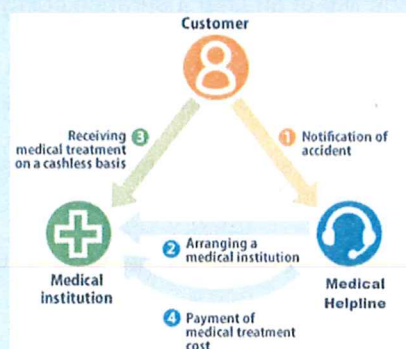 Customer
Receiving
medical treatment
on a cashless basis
3
1
Notification of
accident
2
Arranging a
medical institution
Medical
institution
Medical
Helpline
4
Payment of
medical treatment
cost